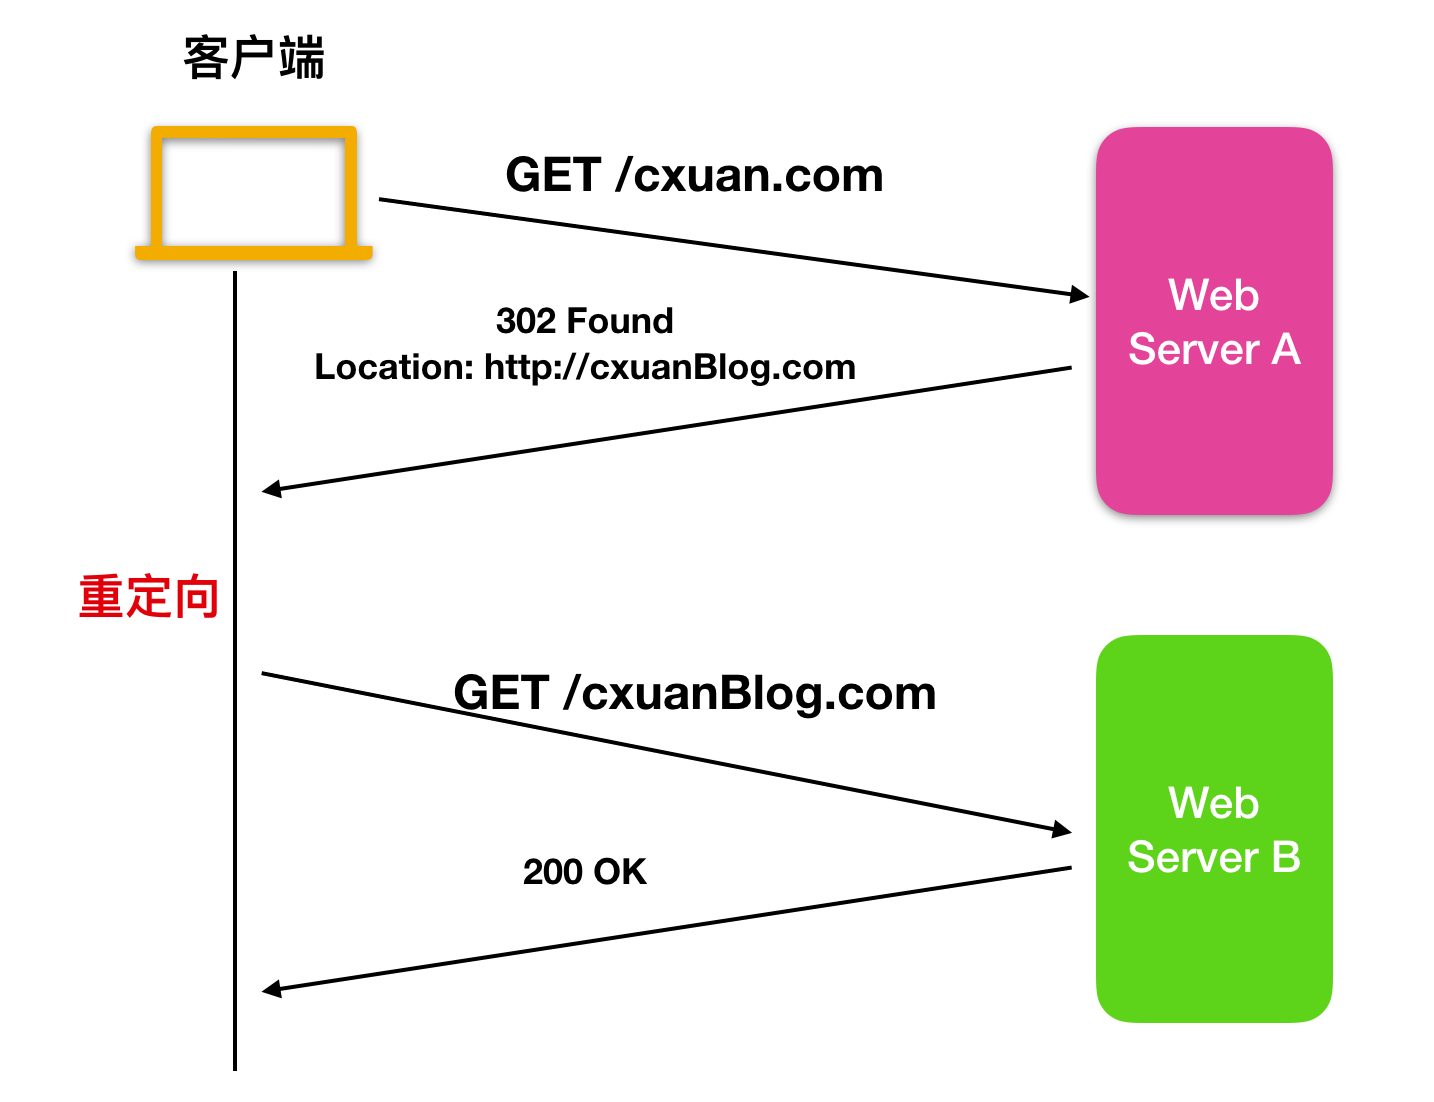 客户端
GET /cxuan.com
302 Found
Location: http://cxuanBlog.com
Web
Server A
重定向
GET /cxuanBlog.com
200 OK
Web
Server B